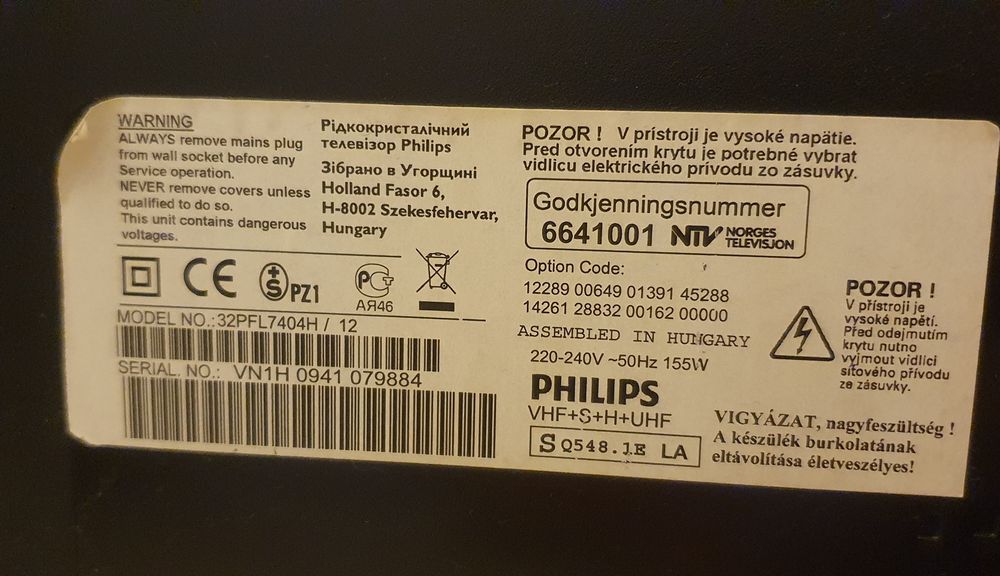 WARNING
ALWAYS remove mains plug
from wall socket before any
Service operation.
NEVER remove covers unless
qualified to do so.
This unit contains dangerous
voltages.
Рідкокристалічний
телевізор Philips
Зібрано в Угорщині
Holland Fasor 6,
H-8002 Szekesfehervar,
Hungary
CE
S PZ1
РСТ
АЯ46
MODEL NO.:32PFL7404H / 12
SERIAL. NO.: VN1H 0941 079884
POZOR ! V prístroji je vysoké napätie.
Pred otvorením krytu je potrebné vybrat
vidlicu elektrického prívodu zo zásuvky.
Godkjenningsnummer
6641001 NTV NORGES
TELEVISJON
Option Code:
12289 00649 01391 45288
14261 28832 00162 00000
ASSEMBLED IN HUNGARY
220-240V ~50Hz 155W
PHILIPS
VHF+S+H+UHF
S Q548.1E LA
POZOR !
V přístroji je
vysoké napětí.
Před odejmutím
krytu nutno
vyjmout vidlici
síťového přívodu
ze zásuvky.
VIGYÁZAT, nagyfeszültség !
A készülék burkolatának
eltávolítása életveszélyes!